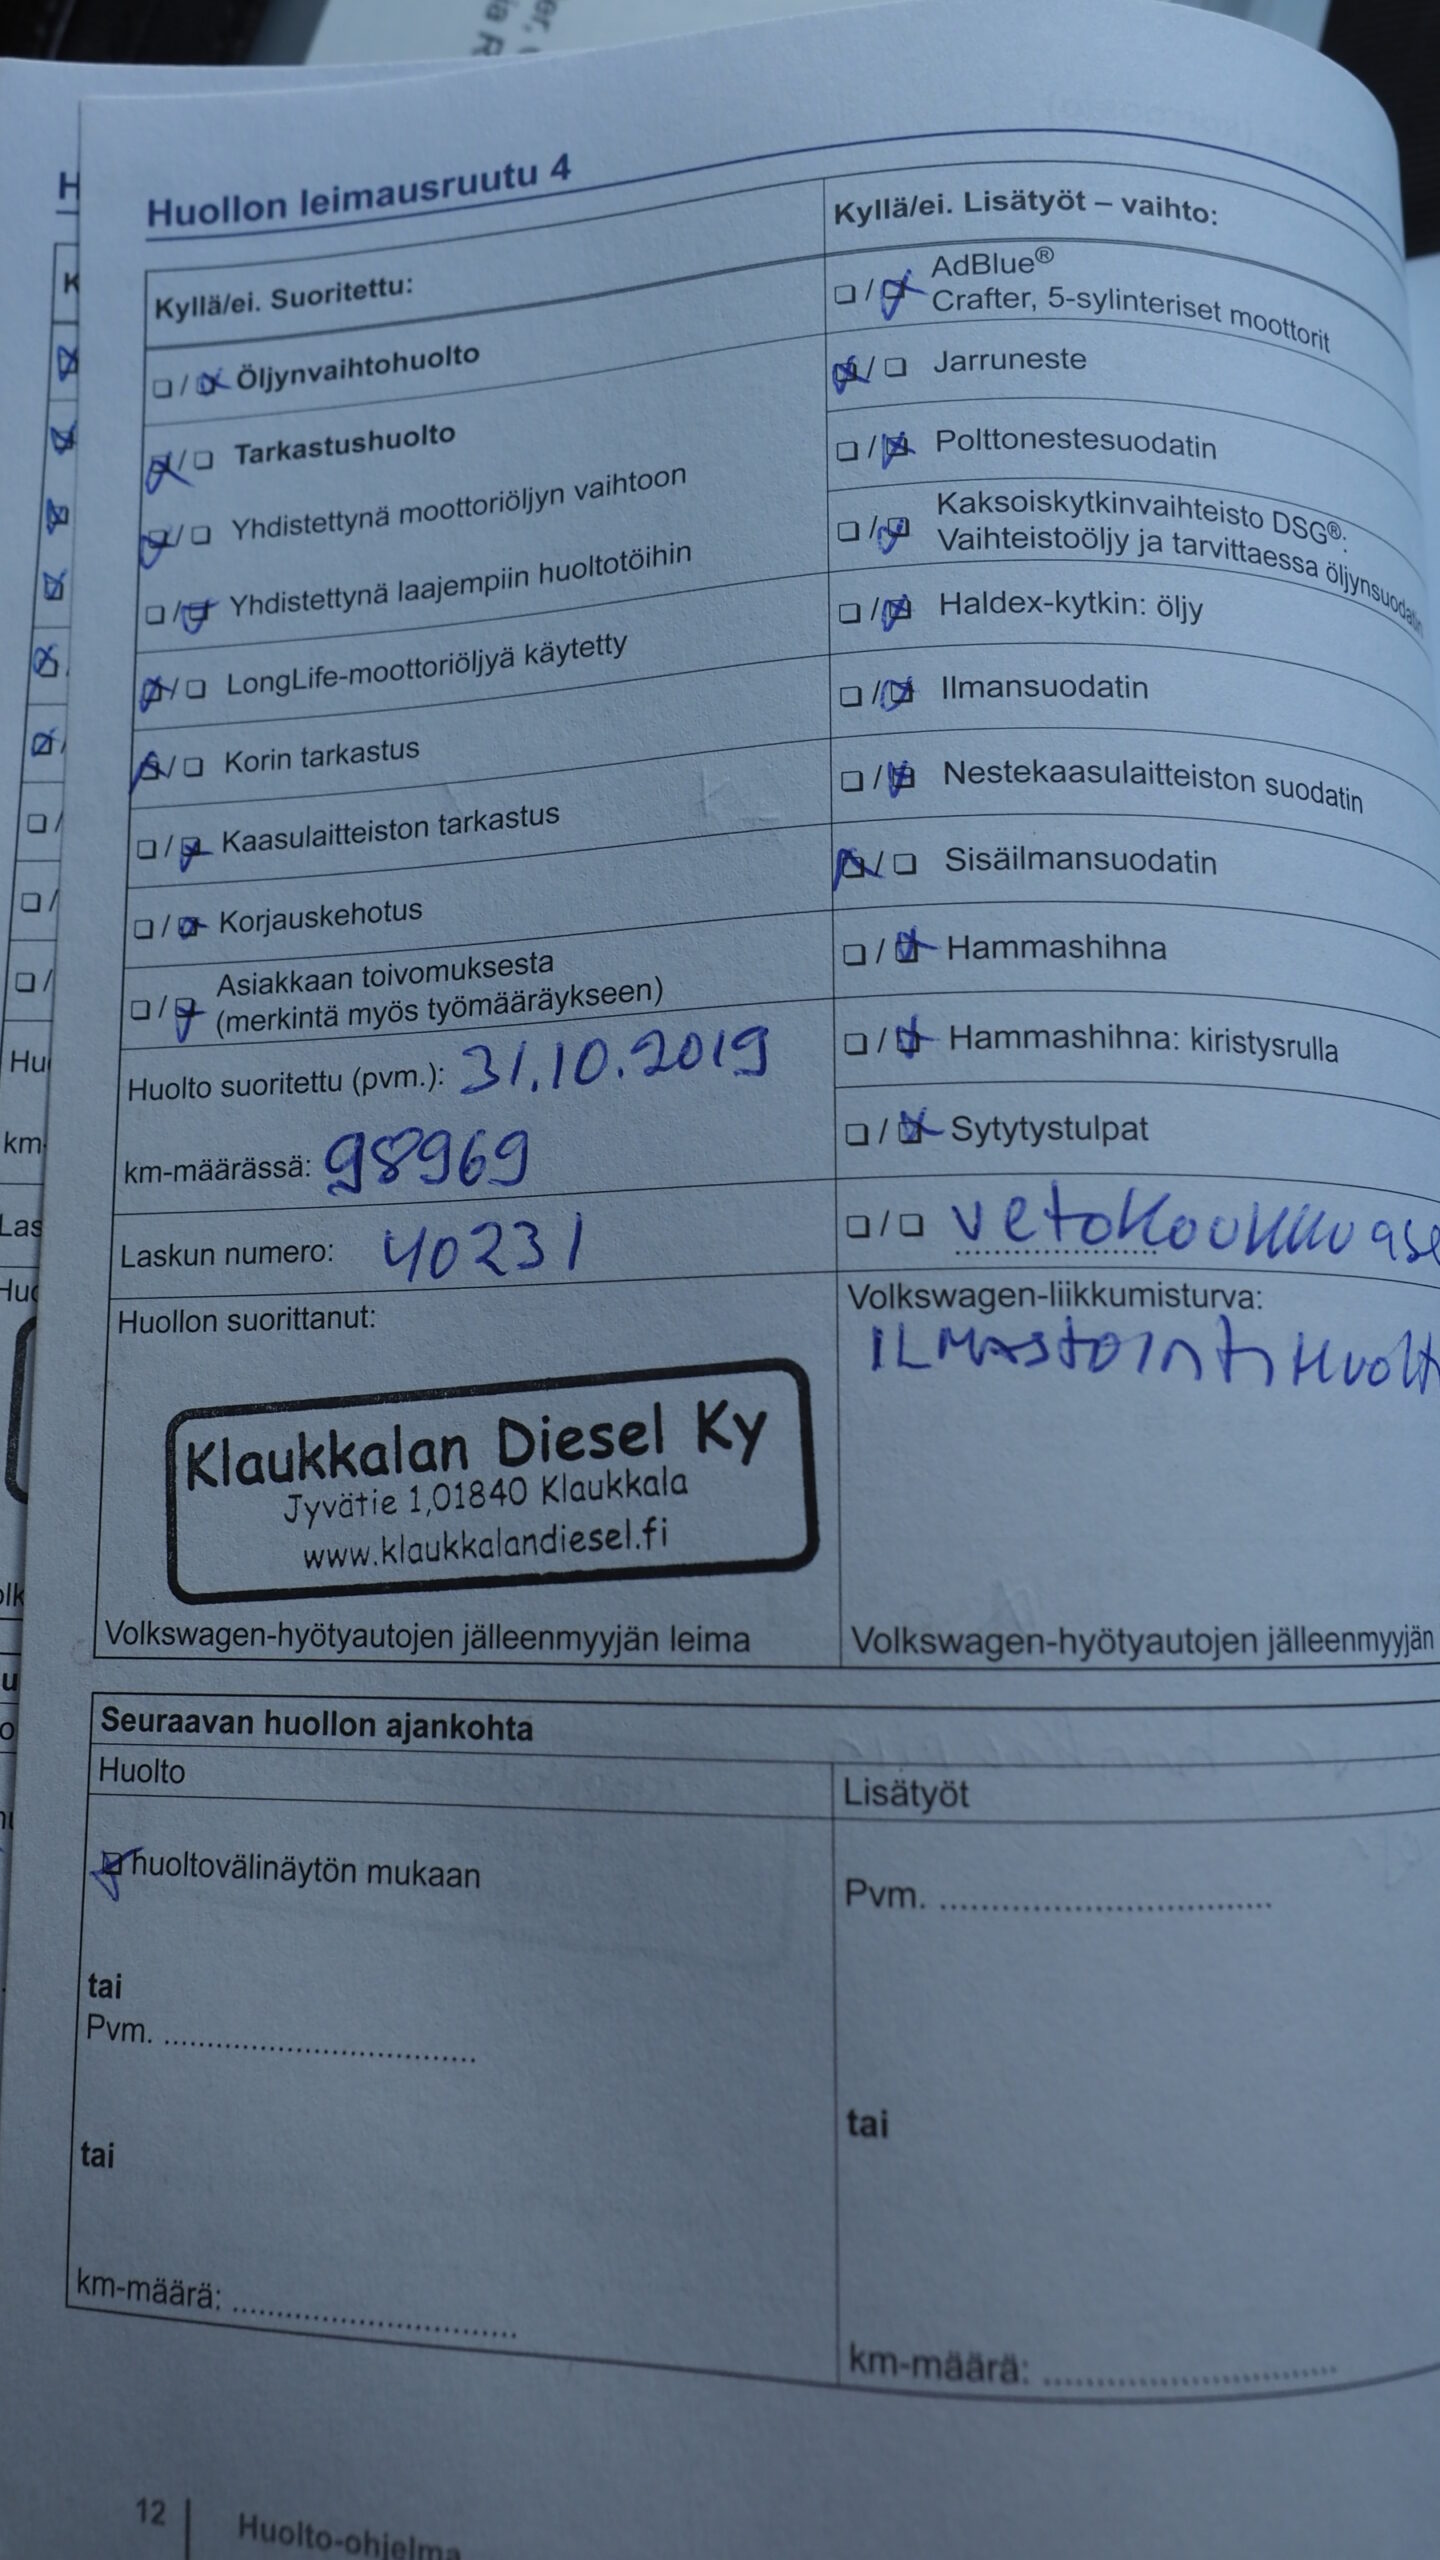 Huollon leimausruutu 4
Kyllä/ei. Suoritettu:
❏ / ❏ Öljynvaihtohuolto
❏ / ❏ Tarkastushuolto
❏ / ❏ Yhdistettynä moottoriöljyn vaihtoon
❏ / ❏ Yhdistettynä laajempiin huoltotöihin
❏ / ❏ LongLife-moottoriöljyä käytetty
❏ / ❏ Korin tarkastus
❏ / ❏ Kaasulaitteiston tarkastus
❏ / ❏ Korjauskehotus
❏ / ❏ Asiakkaan toivomuksesta
(merkintä myös työmääräykseen)
Huolto suoritettu (pvm.): 31.10.2019
km-määrässä: 98969
Laskun numero: 40231
Huollon suorittanut:
Klaukkalan Diesel Ky
Jyvätie 1,01840 Klaukkala
www.klaukkalandiesel.fi
Volkswagen-hyötyautojen jälleenmyyjän leima
Kyllä/ei. Lisätyöt – vaihto:
❏ / ❏ AdBlue®
Crafter, 5-sylinteriset moottorit
❏ / ❏ Jarruneste
❏ / ❏ Polttonestesuodatin
❏ / ❏ Kaksoiskytkinvaihteisto DSG®:
Vaihteistoöljy ja tarvittaessa öljynsuodatin
❏ / ❏ Haldex-kytkin: öljy
❏ / ❏ Ilmansuodatin
❏ / ❏ Nestekaasulaitteiston suodatin
❏ / ❏ Sisäilmansuodatin
❏ / ❏ Hammashihna
❏ / ❏ Hammashihna: kiristysrulla
❏ / ❏ Sytytystulpat
❏ / ❏ vetokoukku ase
Volkswagen-liikkumisturva:
ILMASTOINTIHuolt
Volkswagen-hyötyautojen jälleenmyyjän
Seuraavan huollon ajankohta
Huolto
❏ huoltovälinäytön mukaan
tai
Pvm. ....................
tai
km-määrä: ....................
Lisätyöt
Pvm. ....................
tai
km-määrä: ....................
12
Huolto-ohjelma